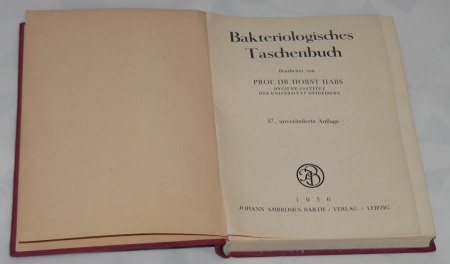 Bakteriologisches
Taschenbuch
Bearbeitet von
PROF. DR. HORST HABS
HYGIENE-INSTITUT
DER UNIVERSITÄT HEIDELBERG
37., unveränderte Auflage
1956
JOHANN AMBROSIUS BARTH / VERLAG / LEIPZIG